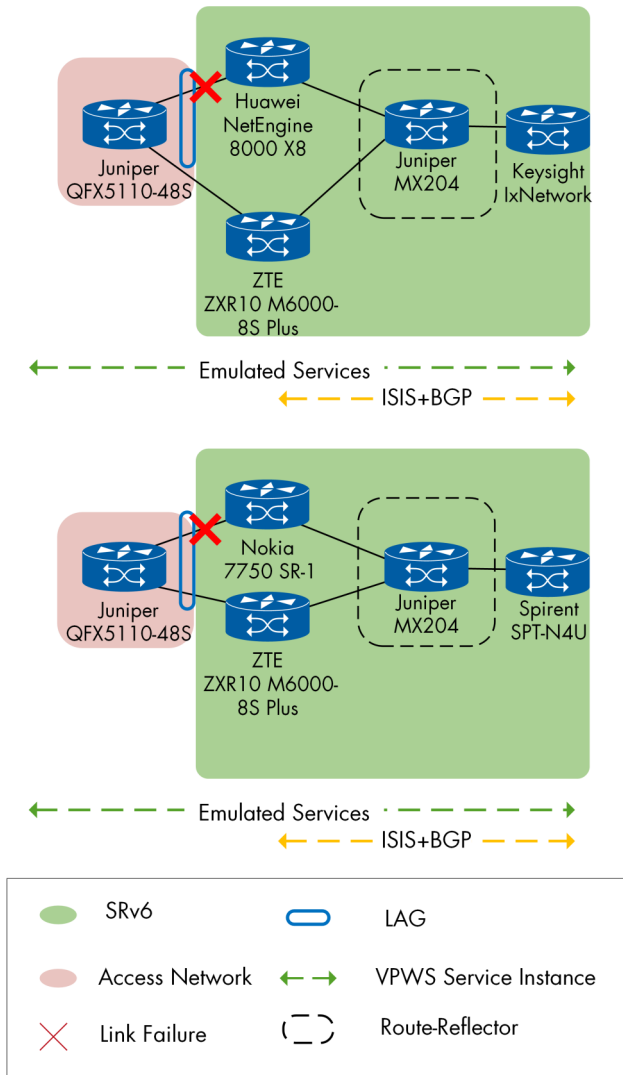 Huawei
NetEngine
8000 X8
Juniper
QFX5110-48S
Juniper
MX204
Keysight
IxNetwork
ZTE
ZXR10 M6000-
8S Plus
Emulated Services
ISIS+BGP
Nokia
7750 SR-1
Juniper
QFX5110-48S
Juniper
MX204
Spirent
SPT-N4U
ZTE
ZXR10 M6000-
8S Plus
Emulated Services
ISIS+BGP
SRv6
LAG
Access Network
VPWS Service Instance
Link Failure
Route-Reflector